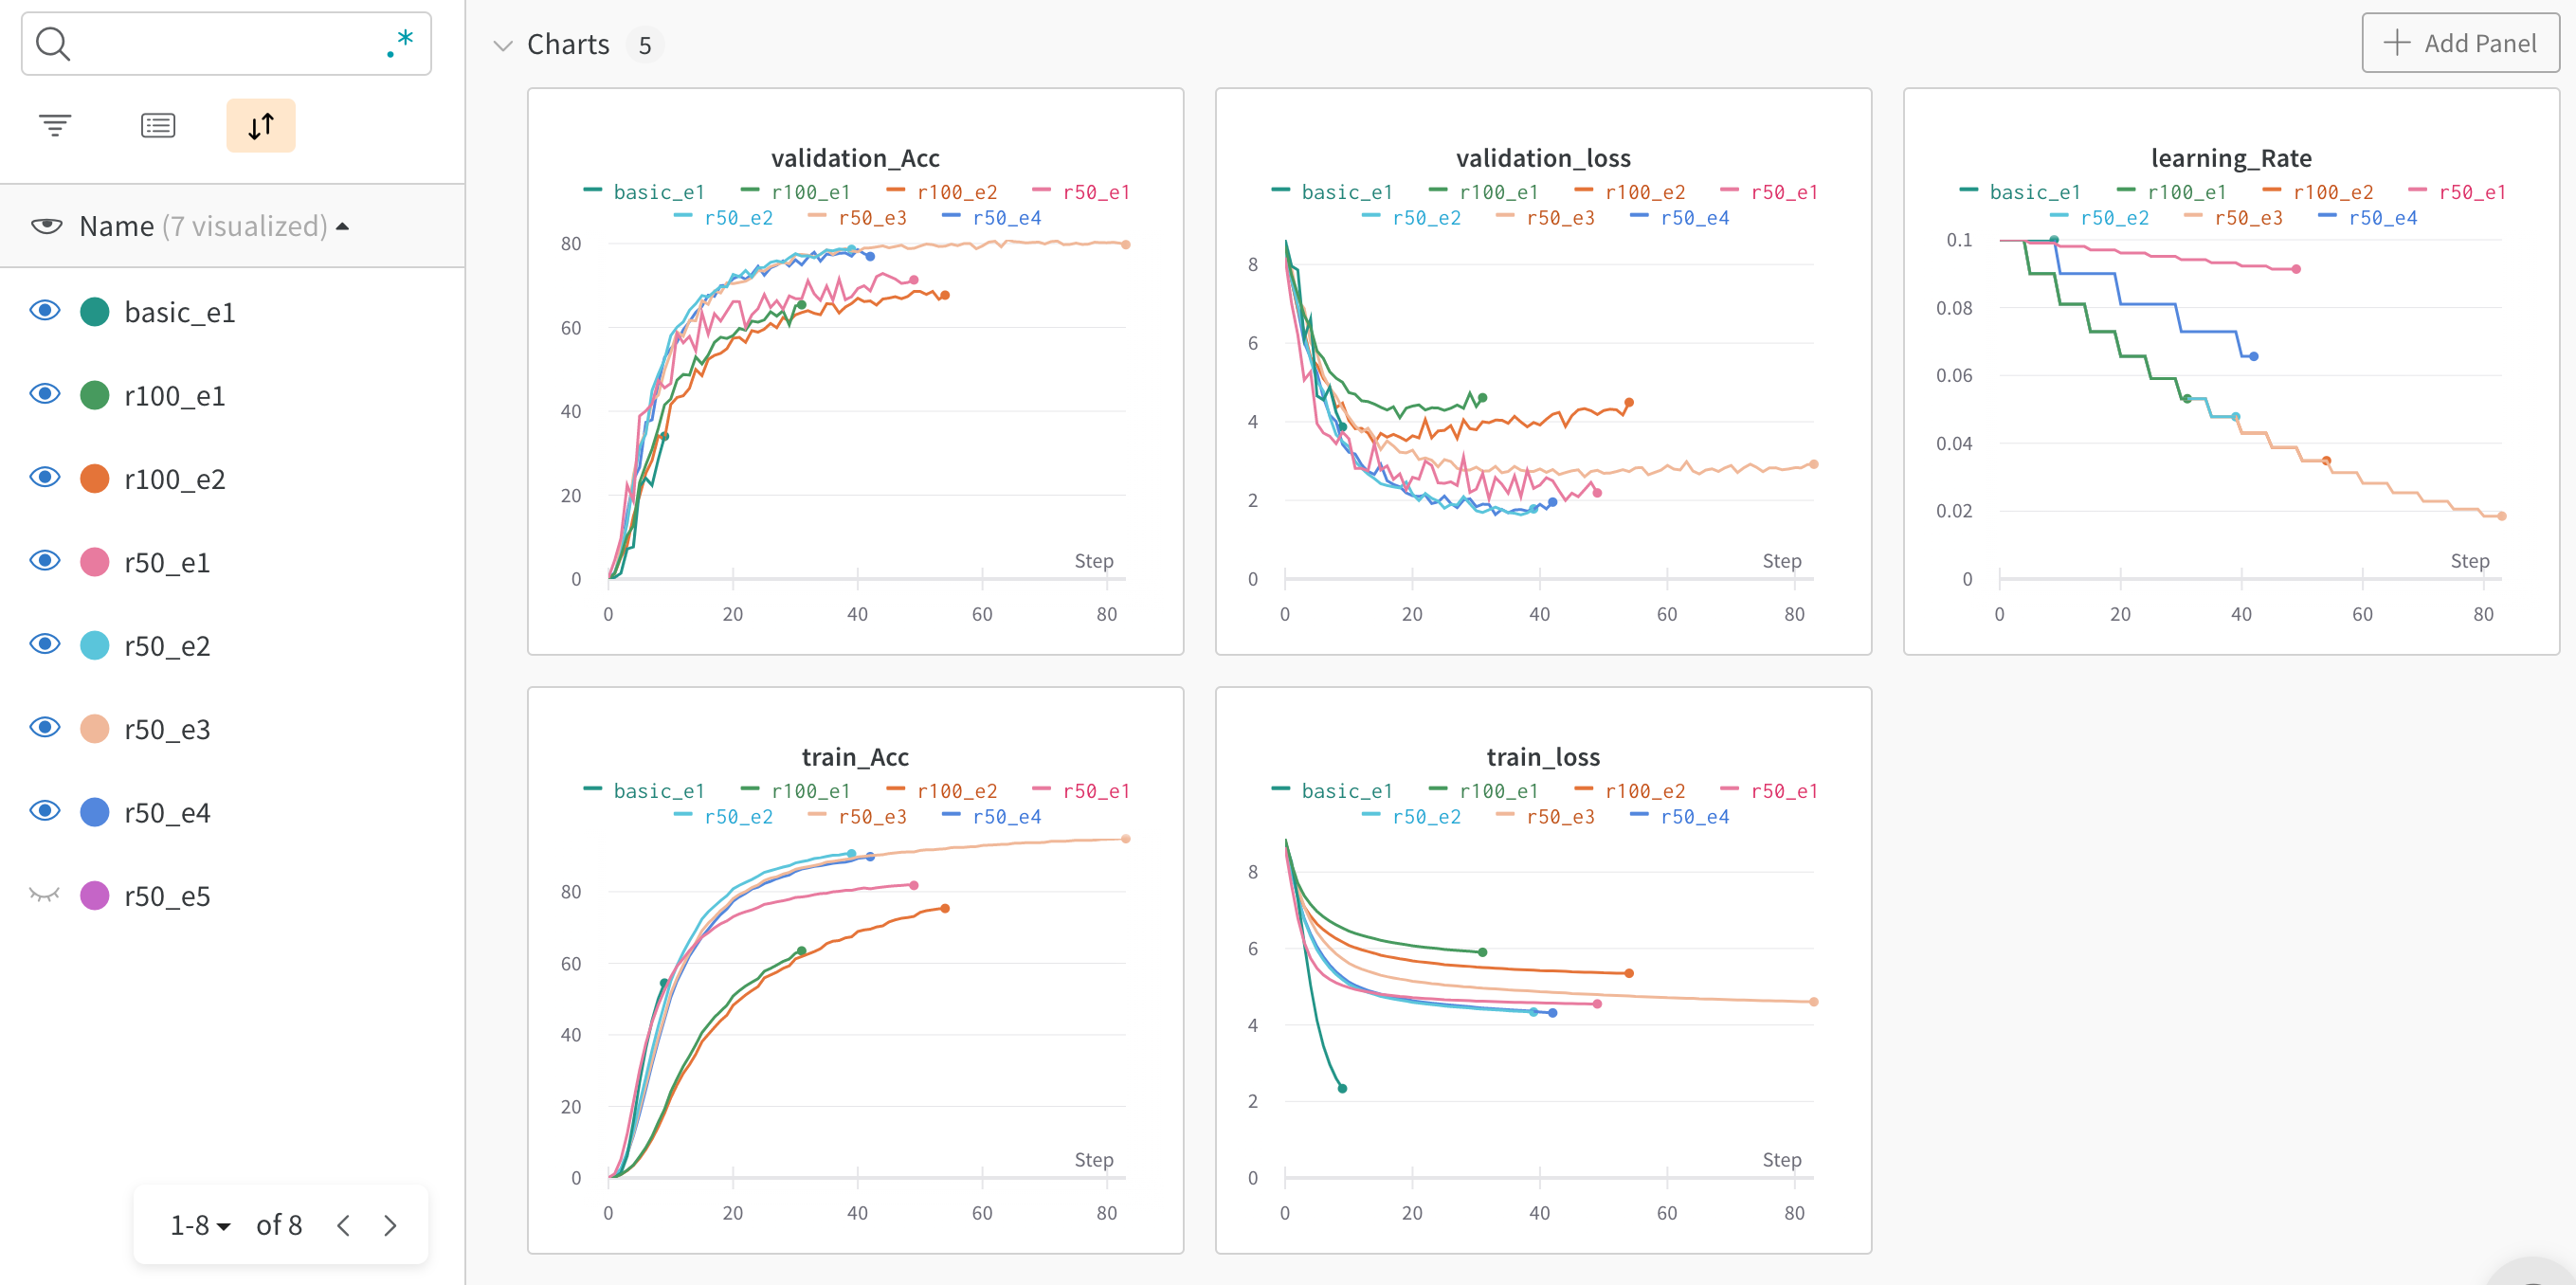 .*
Charts 5
Add Panel
Name (7 visualized)
basic_e1
r100_e1
r100_e2
r50_e1
r50_e2
r50_e3
r50_e4
r50_e5
1-8 of 8
validation_Acc
basic_e1 r100_e1 r100_e2 r50_e1
r50_e2 r50_e3 r50_e4
80
60
40
20
0
Step
0 20 40 60 80
validation_loss
basic_e1 r100_e1 r100_e2 r50_e1
r50_e2 r50_e3 r50_e4
8
6
4
2
0
Step
0 20 40 60 80
learning_Rate
basic_e1 r100_e1 r100_e2 r50_e1
r50_e2 r50_e3 r50_e4
0.1
0.08
0.06
0.04
0.02
0
Step
0 20 40 60 80
train_Acc
basic_e1 r100_e1 r100_e2 r50_e1
r50_e2 r50_e3 r50_e4
80
60
40
20
0
Step
0 20 40 60 80
train_loss
basic_e1 r100_e1 r100_e2 r50_e1
r50_e2 r50_e3 r50_e4
8
6
4
2
0
Step
0 20 40 60 80